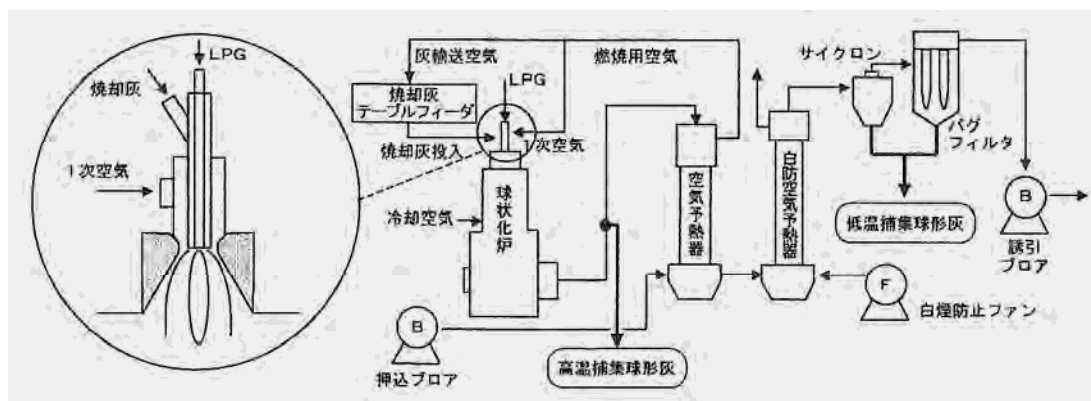 LPG
焼却灰
1次空気
灰輸送空気
焼却灰
テーブルフィーダ
焼却灰投入
LPG
1次空気
燃焼用空気
冷却空気
球状化炉
空気予熱器
白防空気予熱器
サイクロン
バグ
フィルタ
低温捕集球形灰
B
誘引
ブロア
F
白煙防止ファン
B
押込ブロア
高温捕集球形灰